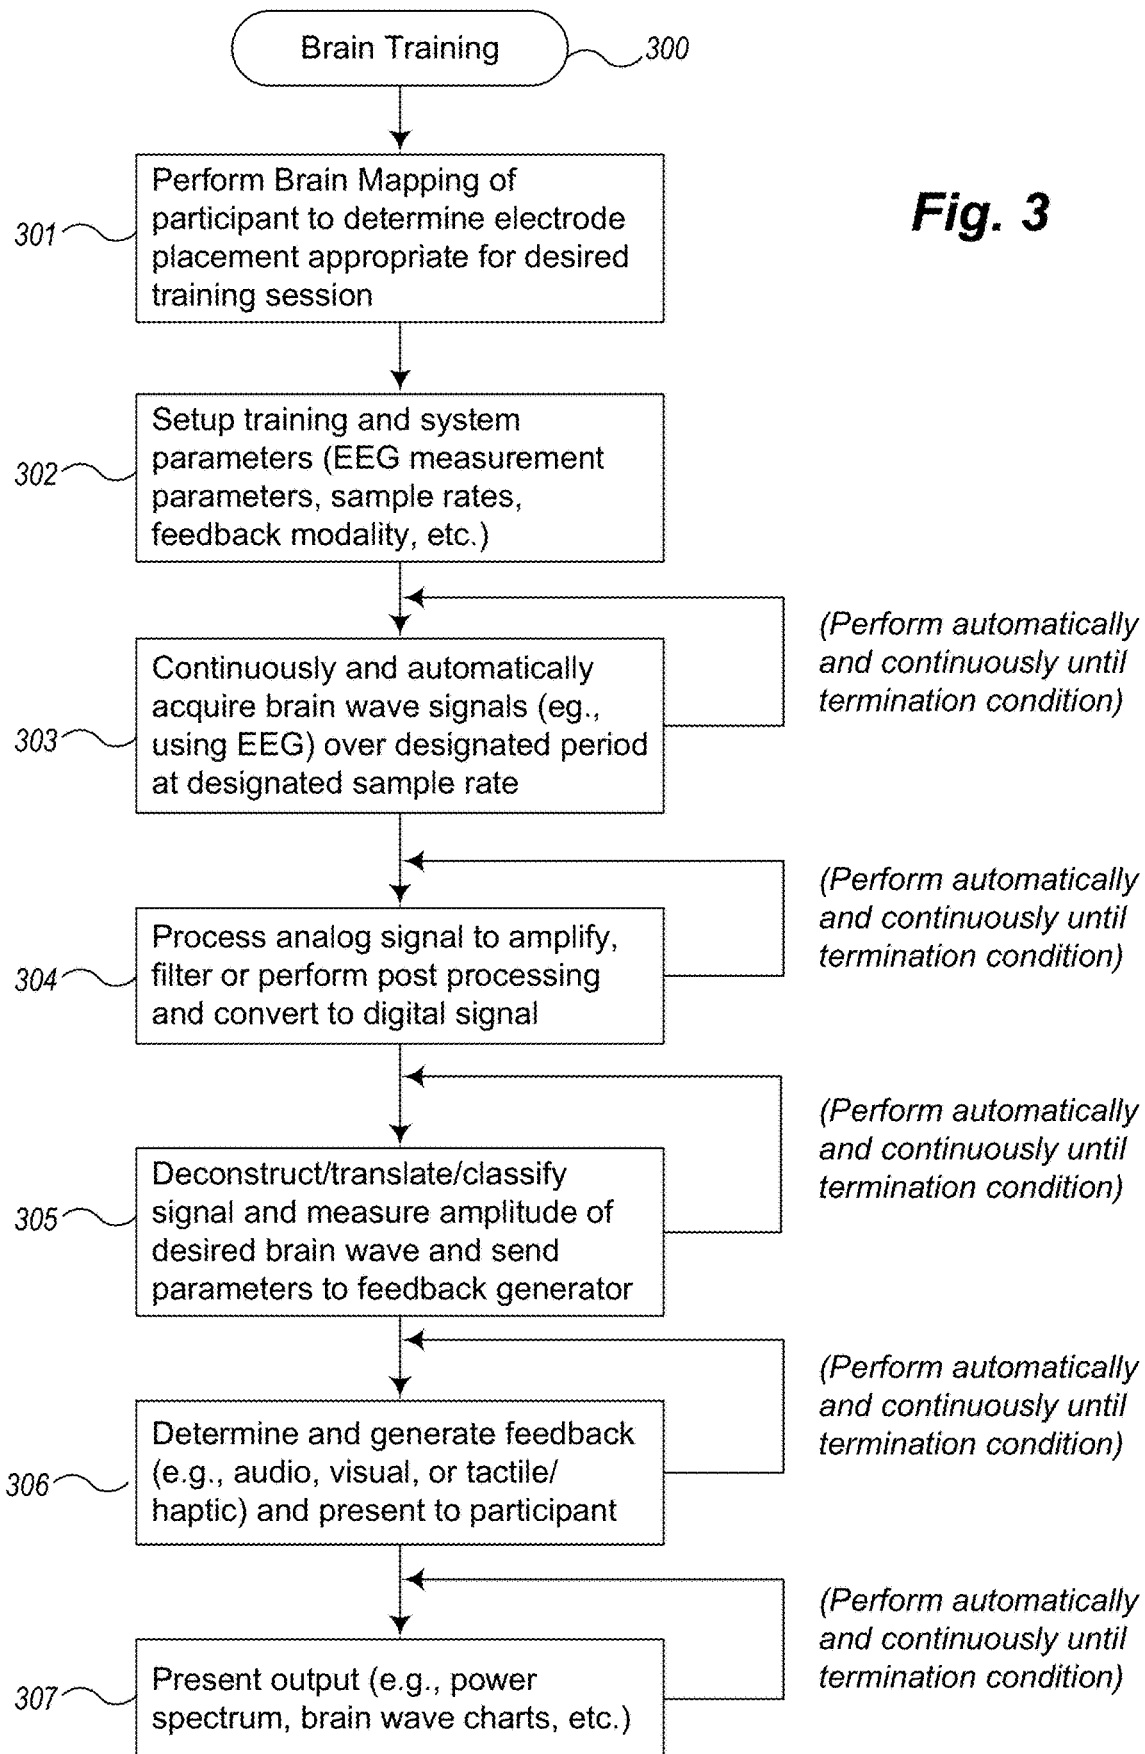 Brain Training
300
Fig. 3
301
Perform Brain Mapping of
participant to determine electrode
placement appropriate for desired
training session
302
Setup training and system
parameters (EEG measurement
parameters, sample rates,
feedback modality, etc.)
(Perform automatically
and continuously until
termination condition)
303
Continuously and automatically
acquire brain wave signals (eg.,
using EEG) over designated period
at designated sample rate
(Perform automatically
and continuously until
termination condition)
304
Process analog signal to amplify,
filter or perform post processing
and convert to digital signal
(Perform automatically
and continuously until
termination condition)
305
Deconstruct/translate/classify
signal and measure amplitude of
desired brain wave and send
parameters to feedback generator
(Perform automatically
and continuously until
termination condition)
306
Determine and generate feedback
(e.g., audio, visual, or tactile/
haptic) and present to participant
(Perform automatically
and continuously until
termination condition)
307
Present output (e.g., power
spectrum, brain wave charts, etc.)